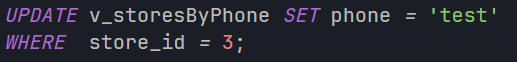 UPDATE v_storesByPhone SET phone = 'test'
WHERE  store_id = 3;